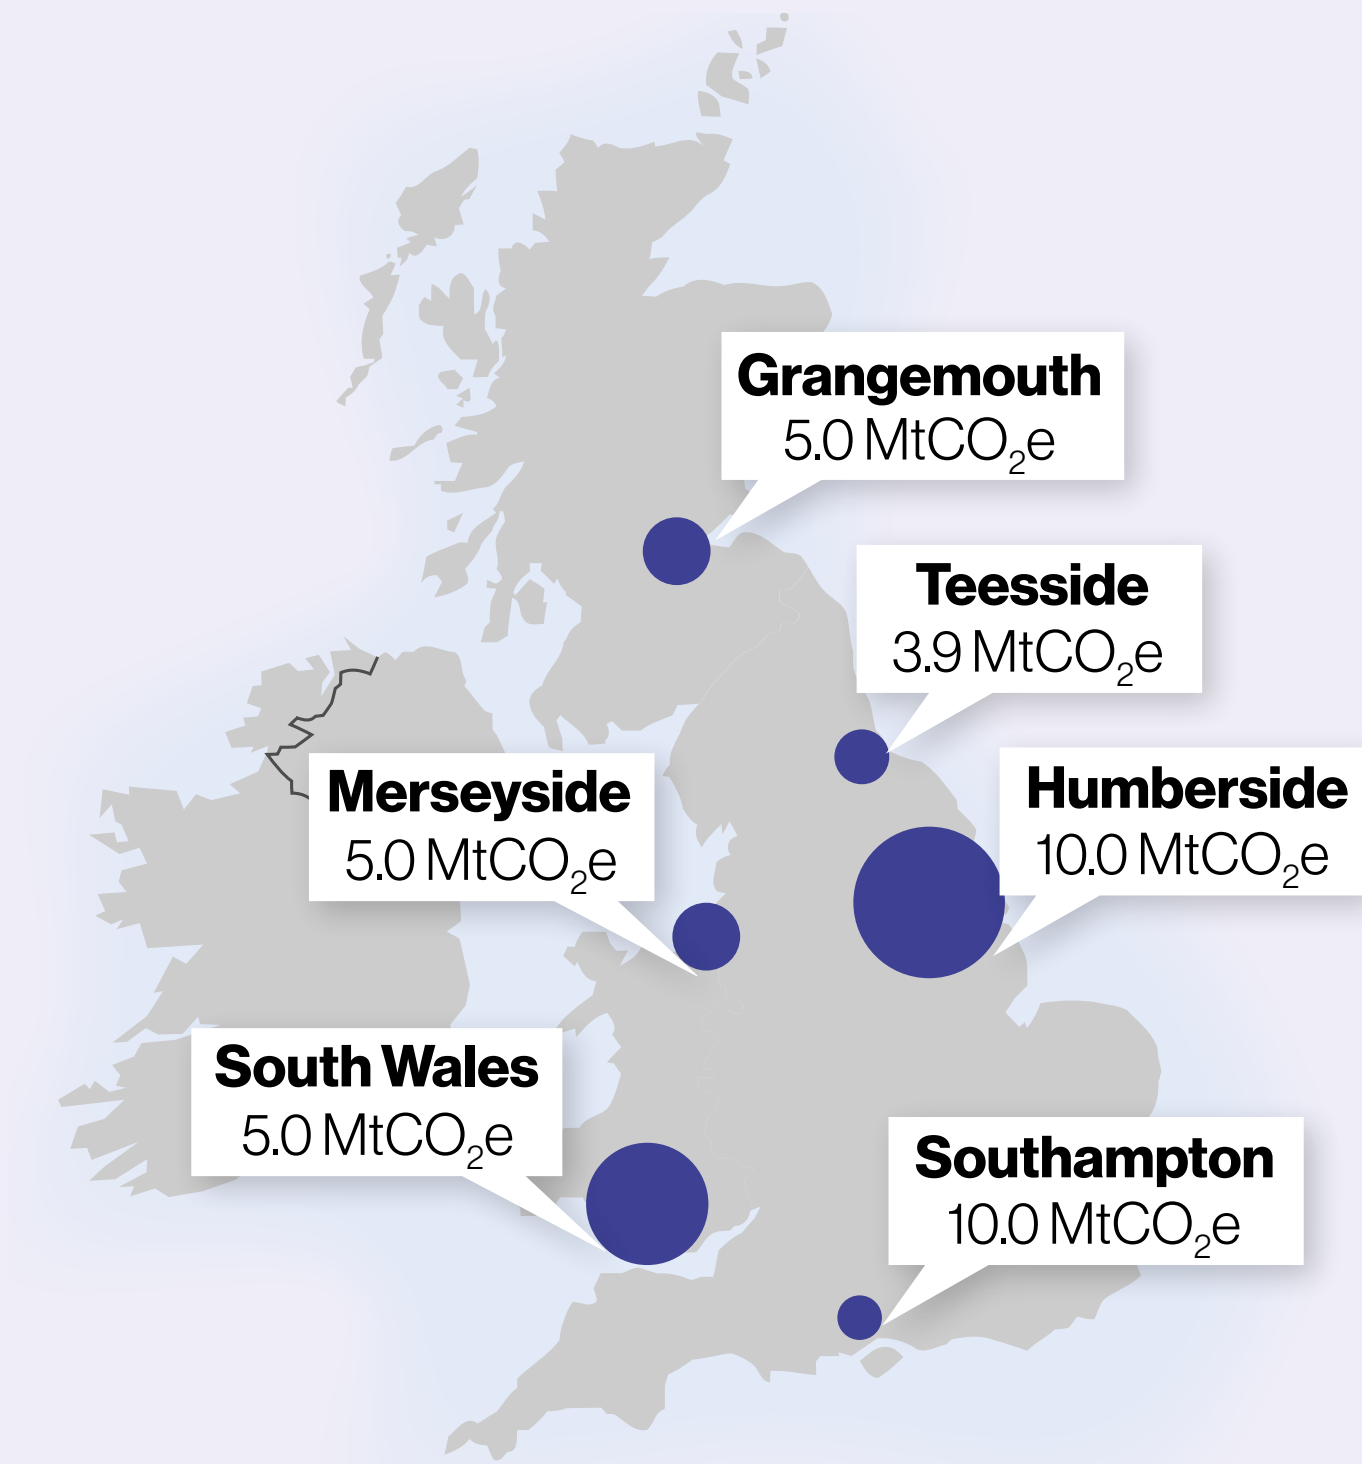 Grangemouth
5.0 MtCO₂e
Teesside
3.9 MtCO₂e
Humberside
10.0 MtCO₂e
Merseyside
5.0 MtCO₂e
South Wales
5.0 MtCO₂e
Southampton
10.0 MtCO₂e